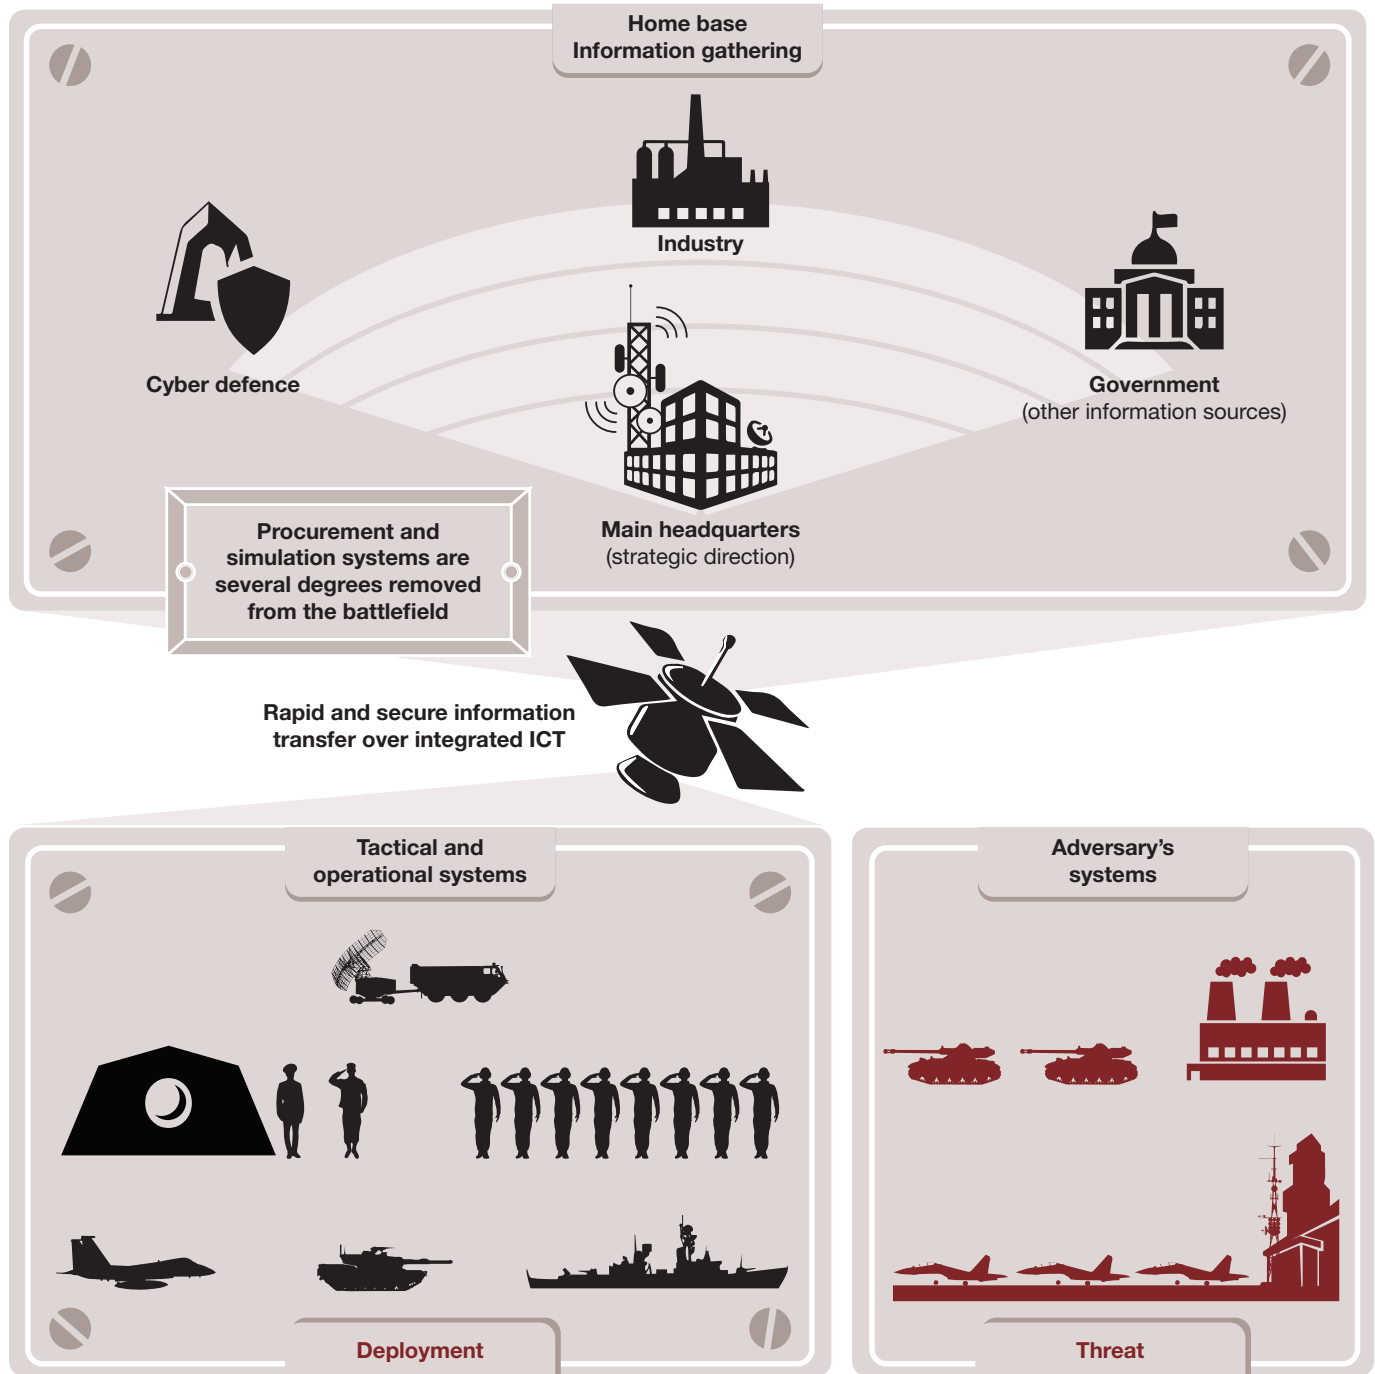 Home base
Information gathering
Industry
Cyber defence
Government
(other information sources)
Main headquarters
(strategic direction)
Procurement and
simulation systems are
several degrees removed
from the battlefield
Rapid and secure information
transfer over integrated ICT
Tactical and
operational systems
Adversary’s
systems
Deployment
Threat